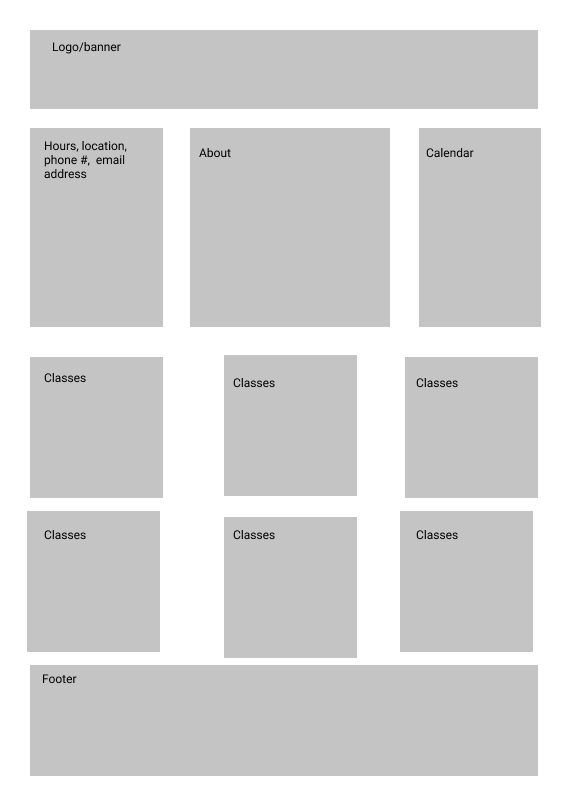 Logo/banner
Hours, location,
phone #, email
address
About
Calendar
Classes
Classes
Classes
Classes
Classes
Classes
Footer